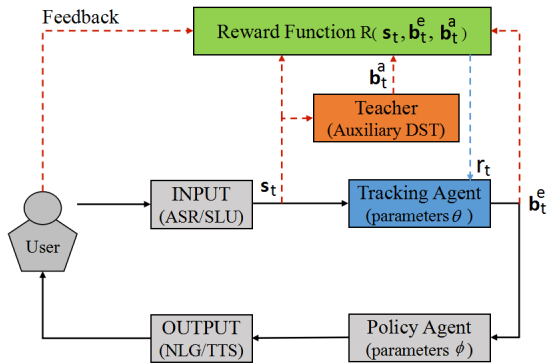 Feedback
Reward Function R( s_t, b_t^e, b_t^a )
b_t^a
Teacher
(Auxiliary DST)
r_t
s_t
INPUT
(ASR/SLU)
Tracking Agent
(parameters θ )
b_t^e
User
OUTPUT
(NLG/TTS)
Policy Agent
(parameters ϕ )